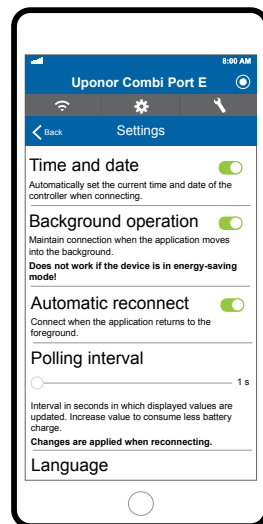 8:00 AM
Uponor Combi Port E
Back
Settings
Time and date
Automatically set the current time and date of the
controller when connecting.
Background operation
Maintain connection when the application moves
into the background.
Does not work if the device is in energy-saving
mode!
Automatic reconnect
Connect when the application returns to the
foreground.
Polling interval
1 s
Interval in seconds in which displayed values are
updated. Increase value to consume less battery
charge.
Changes are applied when reconnecting.
Language